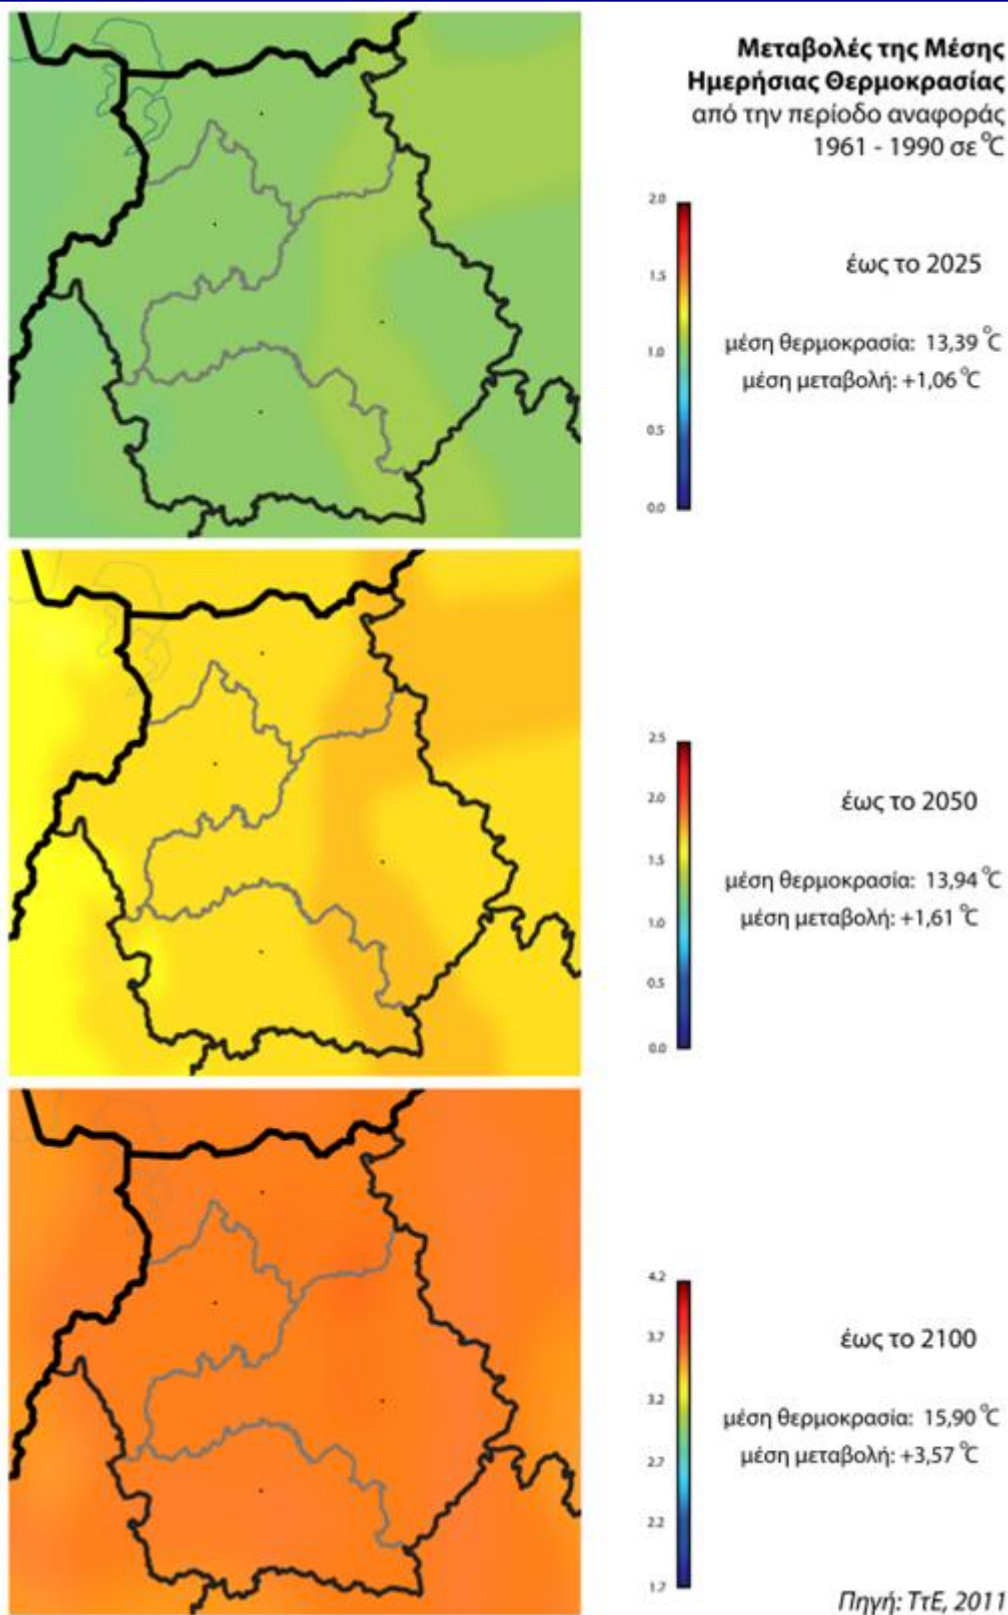 Μεταβολές της Μέσης
Ημερήσιας Θερμοκρασίας
από την περίοδο αναφοράς
1961 - 1990 σε °C
2.0
1.5
1.0
0.5
0.0
έως το 2025
μέση θερμοκρασία: 13,39 °C
μέση μεταβολή: +1,06 °C
2.5
2.0
1.5
1.0
0.5
0.0
έως το 2050
μέση θερμοκρασία: 13,94 °C
μέση μεταβολή: +1,61 °C
4.2
3.7
3.2
2.7
2.2
1.7
έως το 2100
μέση θερμοκρασία: 15,90 °C
μέση μεταβολή: +3,57 °C
Πηγή: ΤτΕ, 2011